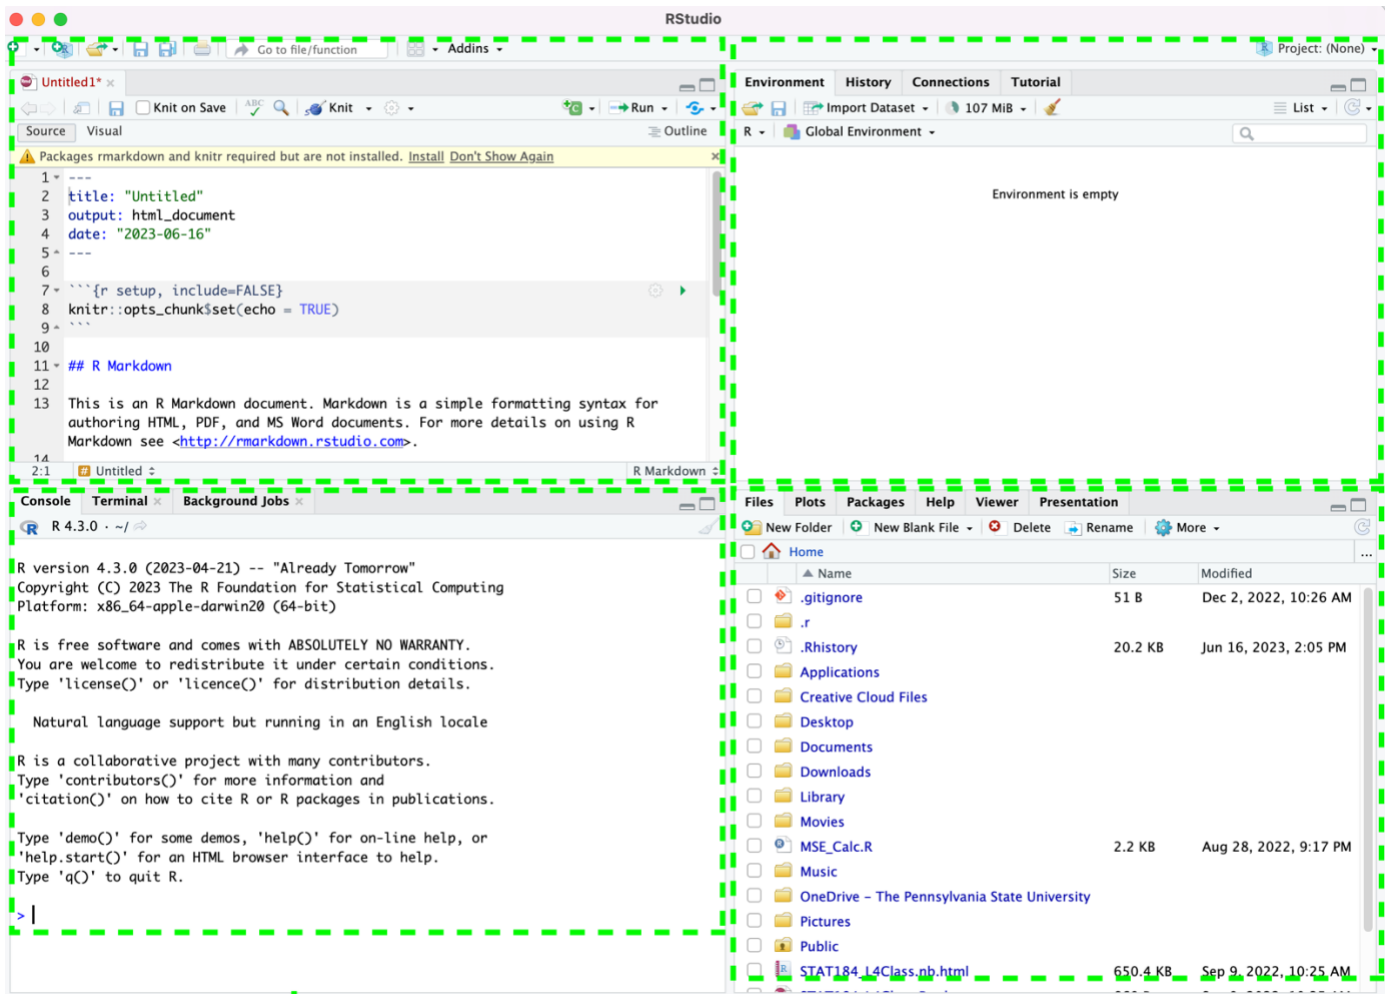 RStudio
Go to file/function
Addins
Project: (None)
Untitled1*
Knit on Save
ABC
Knit
Run
Source
Visual
Outline
Packages rmarkdown and knitr required but are not installed. Install Don't Show Again
1 ---
2 title: "Untitled"
3 output: html_document
4 date: "2023-06-16"
5 ---
6
7 ```{r setup, include=FALSE}
8 knitr::opts_chunk$set(echo = TRUE)
9 ```
10
11 ## R Markdown
12
13 This is an R Markdown document. Markdown is a simple formatting syntax for
authoring HTML, PDF, and MS Word documents. For more details on using R
Markdown see <http://rmarkdown.rstudio.com>.
14
2:1 # Untitled R Markdown
Environment History Connections Tutorial
Import Dataset 107 MiB List
R Global Environment
Environment is empty
Console Terminal Background Jobs
R R 4.3.0 · ~/
R version 4.3.0 (2023-04-21) -- "Already Tomorrow"
Copyright (C) 2023 The R Foundation for Statistical Computing
Platform: x86_64-apple-darwin20 (64-bit)
R is free software and comes with ABSOLUTELY NO WARRANTY.
You are welcome to redistribute it under certain conditions.
Type 'license()' or 'licence()' for distribution details.
Natural language support but running in an English locale
R is a collaborative project with many contributors.
Type 'contributors()' for more information and
'citation()' on how to cite R or R packages in publications.
Type 'demo()' for some demos, 'help()' for on-line help, or
'help.start()' for an HTML browser interface to help.
Type 'q()' to quit R.
>
Files Plots Packages Help Viewer Presentation
New Folder New Blank File Delete Rename More
Home ...
Name Size Modified
.gitignore 51 B Dec 2, 2022, 10:26 AM
.r
.Rhistory 20.2 KB Jun 16, 2023, 2:05 PM
Applications
Creative Cloud Files
Desktop
Documents
Downloads
Library
Movies
MSE_Calc.R 2.2 KB Aug 28, 2022, 9:17 PM
Music
OneDrive - The Pennsylvania State University
Pictures
Public
STAT184_L4Class.nb.html 650.4 KB Sep 9, 2022, 10:25 AM